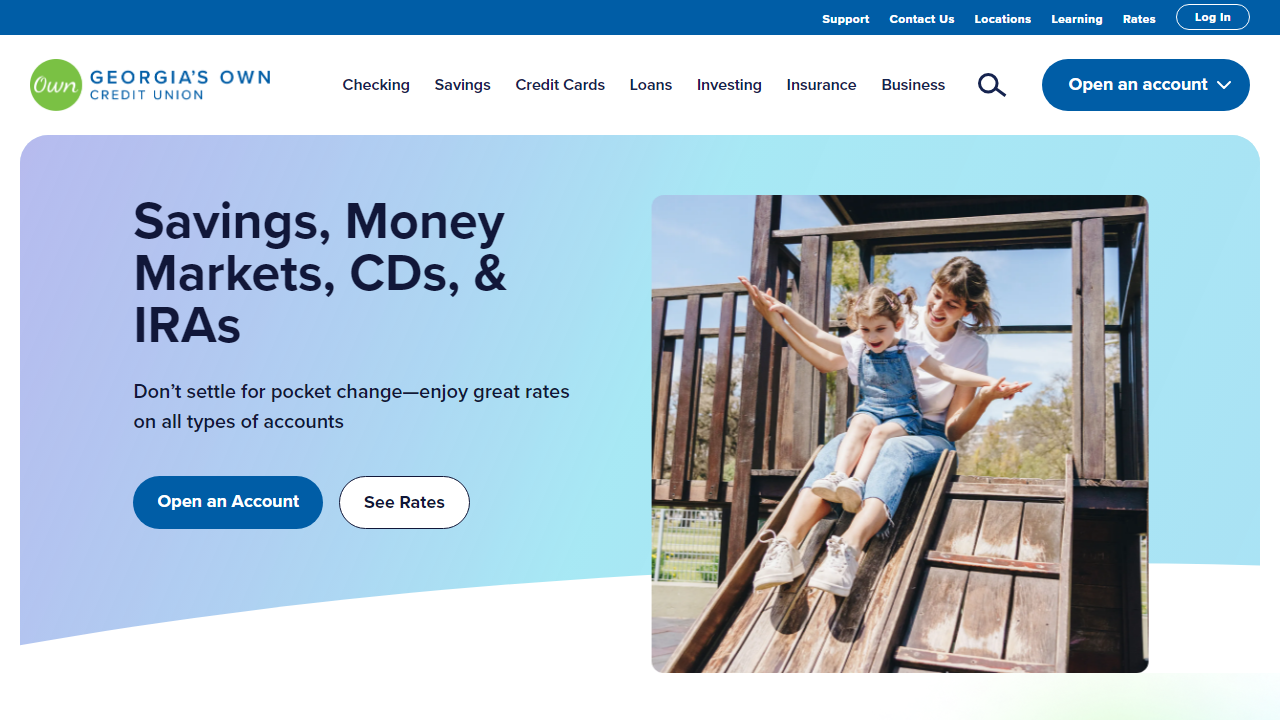 Support Contact Us Locations Learning Rates Log In
Own GEORGIA'S OWN
CREDIT UNION
Checking Savings Credit Cards Loans Investing Insurance Business Open an account
Savings, Money
Markets, CDs, &
IRAs
Don’t settle for pocket change—enjoy great rates
on all types of accounts
Open an Account See Rates